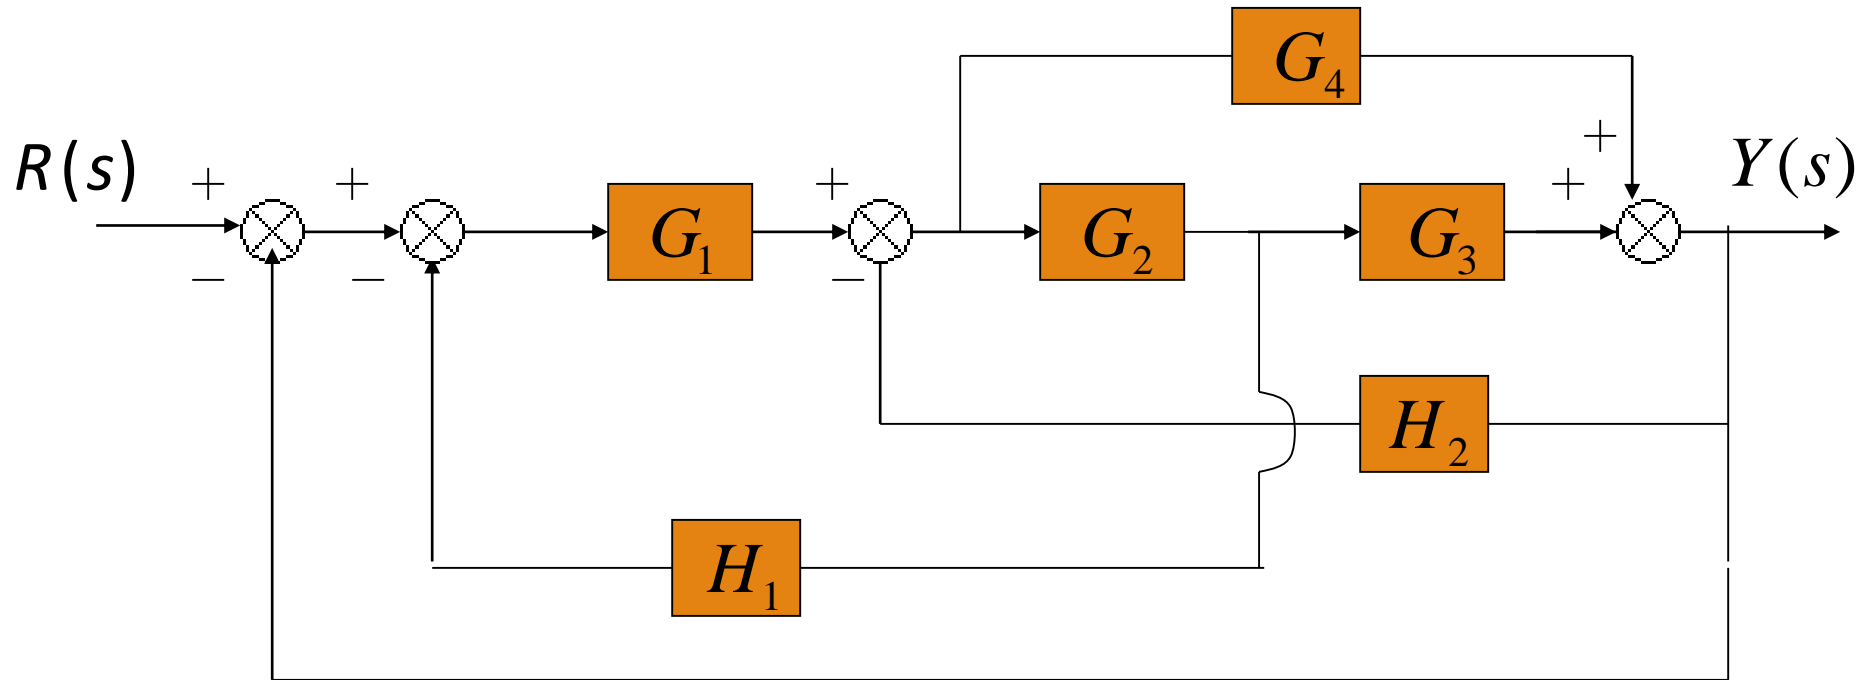 G₄
+
R(s) + + + + Y(s)
G₁ G₂ G₃
− − −
H₂
H₁